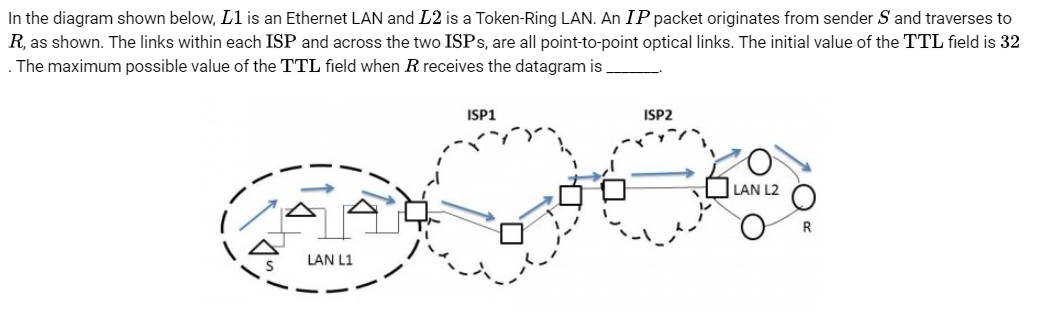 In the diagram shown below, L1 is an Ethernet LAN and L2 is a Token-Ring LAN. An IP packet originates from sender S and traverses to
R, as shown. The links within each ISP and across the two ISPs, are all point-to-point optical links. The initial value of the TTL field is 32
. The maximum possible value of the TTL field when R receives the datagram is _______.
ISP1
ISP2
LAN L2
R
LAN L1
S